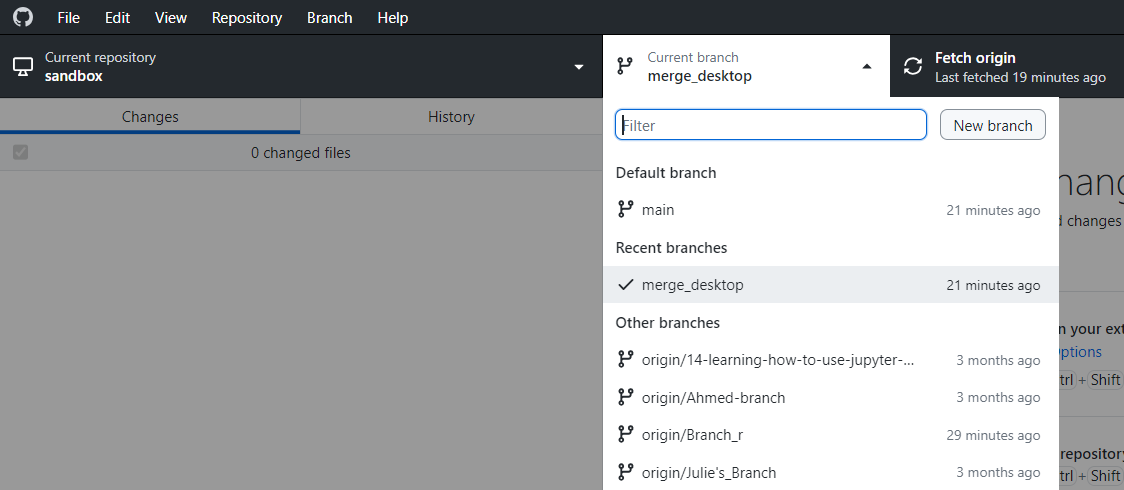 File Edit View Repository Branch Help
Current repository
sandbox
Current branch
merge_desktop
Fetch origin
Last fetched 19 minutes ago
Changes History
0 changed files
Filter
New branch
Default branch
main 21 minutes ago
Recent branches
merge_desktop 21 minutes ago
Other branches
origin/14-learning-how-to-use-jupyter-... 3 months ago
origin/Ahmed-branch 3 months ago
origin/Branch_r 29 minutes ago
origin/Julie's_Branch 3 months ago
changes
n your ext
Options
trl + Shift
repository
trl + Shift